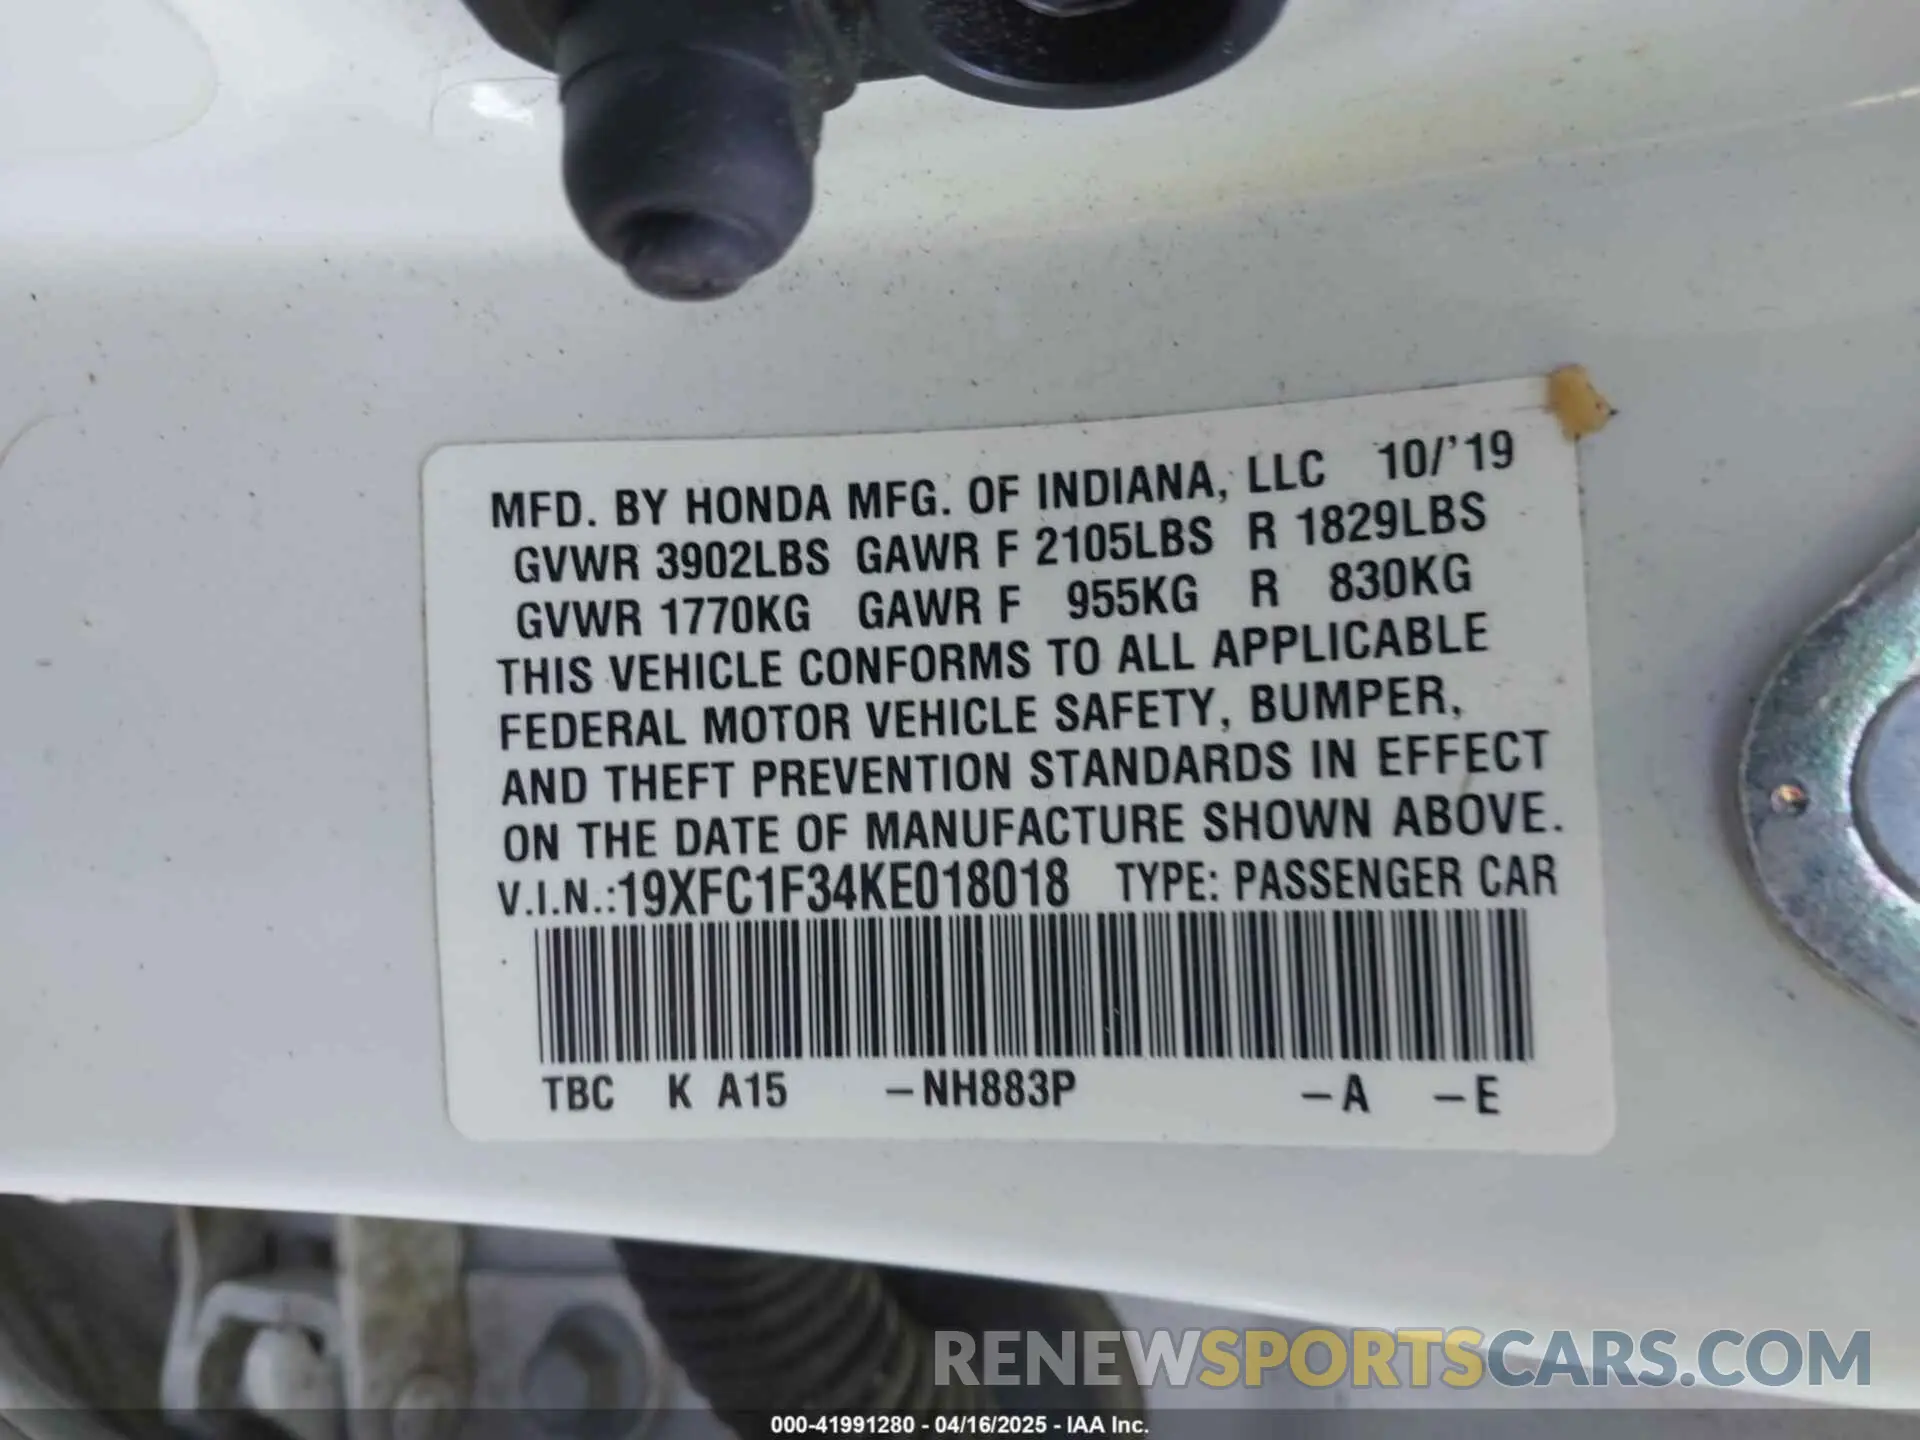 MFD. BY HONDA MFG. OF INDIANA, LLC 10/'19
GVWR 3902LBS GAWR F 2105LBS R 1829LBS
GVWR 1770KG GAWR F 955KG R 830KG
THIS VEHICLE CONFORMS TO ALL APPLICABLE
FEDERAL MOTOR VEHICLE SAFETY, BUMPER,
AND THEFT PREVENTION STANDARDS IN EFFECT
ON THE DATE OF MANUFACTURE SHOWN ABOVE.
V.I.N.:19XFC1F34KE018018 TYPE: PASSENGER CAR
TBC K A15 –NH883P –A –E
RENEWSPORTSCARS.COM
000-41991280 - 04/16/2025 - IAA Inc.